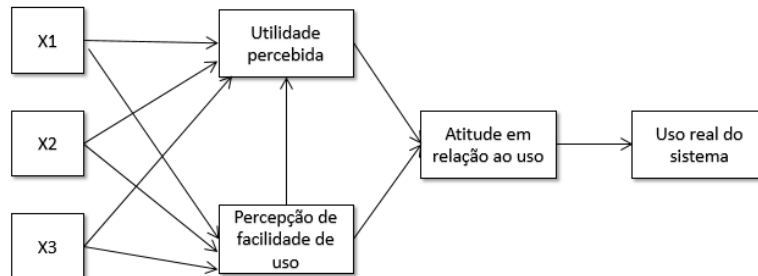 X1
X2
X3
Utilidade
percebida
Percepção de
facilidade de
uso
Atitude em
relação ao uso
Uso real do
sistema